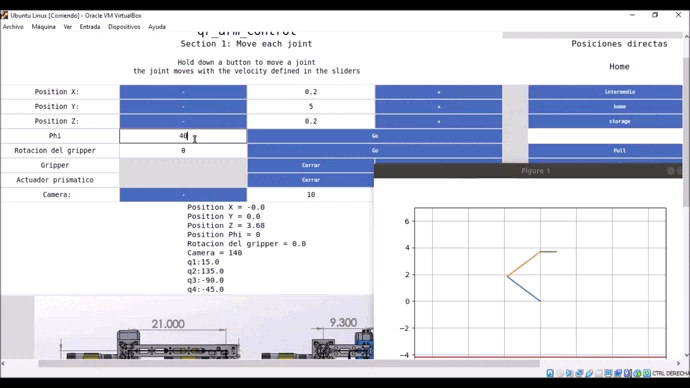 Ubuntu Linux [Corriendo] - Oracle VM VirtualBox
Archivo Máquina Ver Entrada Dispositivos Ayuda
qr_arm_control
Section 1: Move each joint
Posiciones directas
Hold down a button to move a joint
the joint moves with the velocity defined in the sliders
Home
Position X: - 0.2 + intermedio
Position Y: - 5 + home
Position Z: - 0.2 + storage
Phi 40 Go
Rotacion del gripper 0 Go Pull
Gripper Cerrar
Actuador prismatico Cerrar
Camera: - 10
Figure 1
Position X = -0.0
Position Y = 0.0
Position Z = 3.68
Position Phi = 0
Rotacion del gripper = 0.0
Camera = 140
q1:15.0
q2:135.0
q3:-90.0
q4:-45.0
6
4
2
0
−2
−4
21.000
9.300
CTRL DERECHA